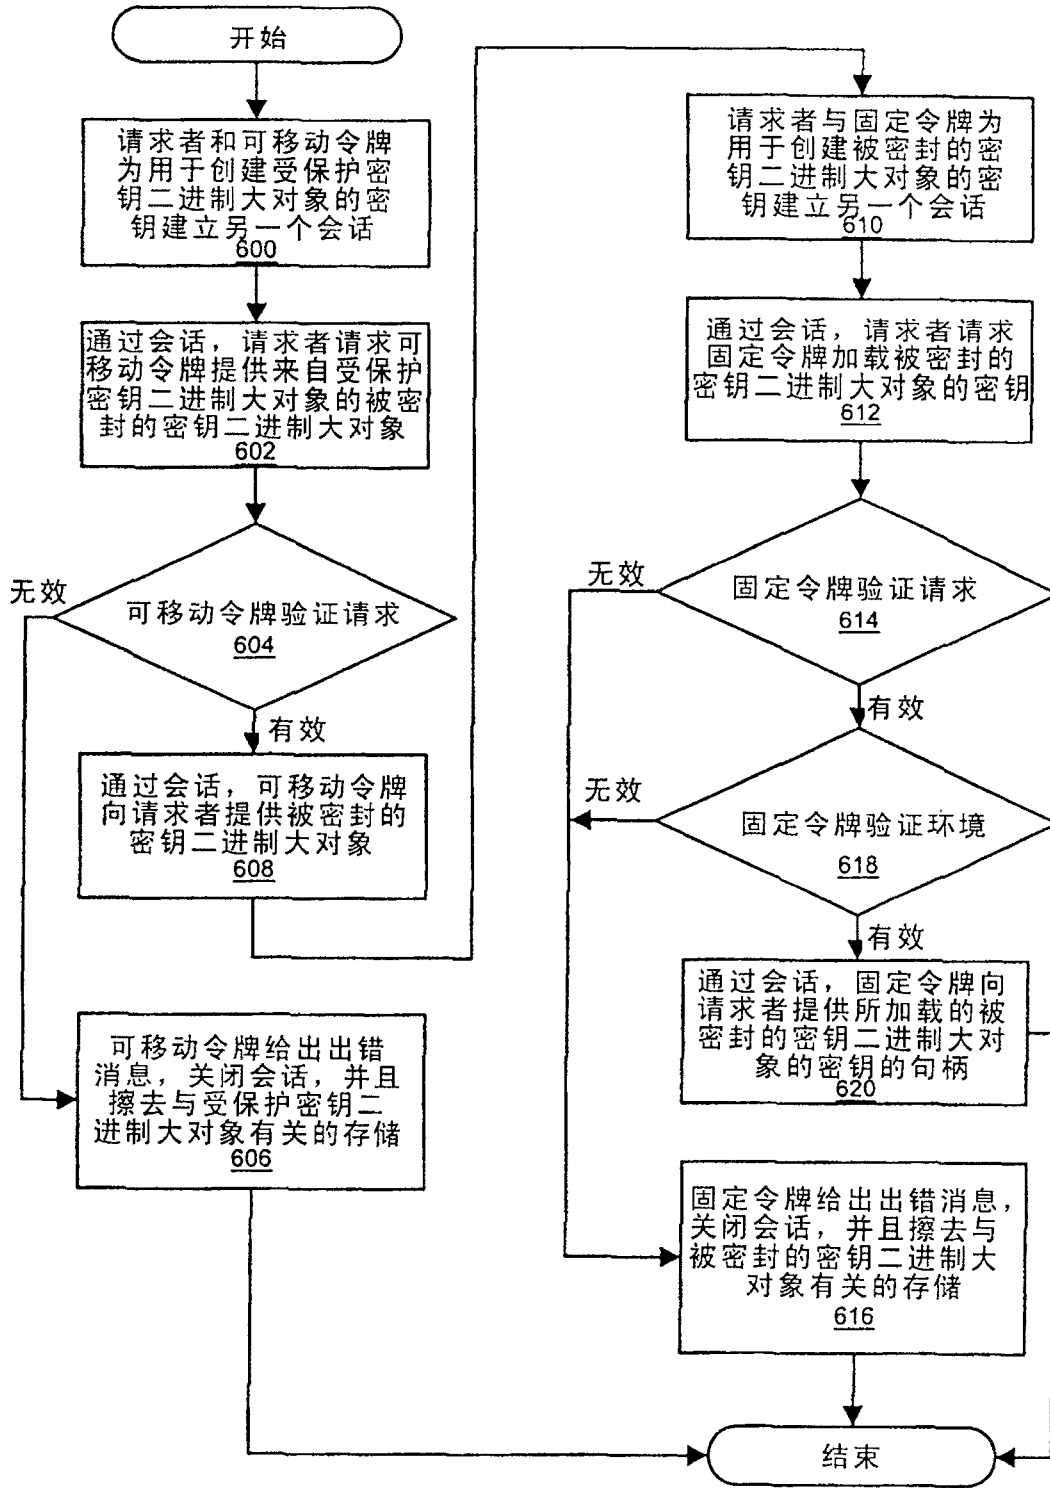 开始
请求者和可移动令牌
为用于创建受保护密
钥二进制大对象的密
钥建立另一个会话
600
通过会话，请求者请求可
移动令牌提供来自受保护
密钥二进制大对象的被密
封的密钥二进制大对象
602
无效
可移动令牌验证请求
604
有效
通过会话，可移动令牌
向请求者提供被密封的
密钥二进制大对象
608
可移动令牌给出出错
消息，关闭会话，并且
擦去与受保护密钥二
进制大对象有关的存储
606
请求者与固定令牌为
用于创建被密封的密
钥二进制大对象的密
钥建立另一个会话
610
通过会话，请求者请求
固定令牌加载被密封的
密钥二进制大对象的密钥
612
无效
固定令牌验证请求
614
有效
无效
固定令牌验证环境
618
有效
通过会话，固定令牌向
请求者提供所加载的被
密封的密钥二进制大对
象的密钥的句柄
620
固定令牌给出出错消息，
关闭会话，并且擦去与
被密封的密钥二进制大
对象有关的存储
616
结束